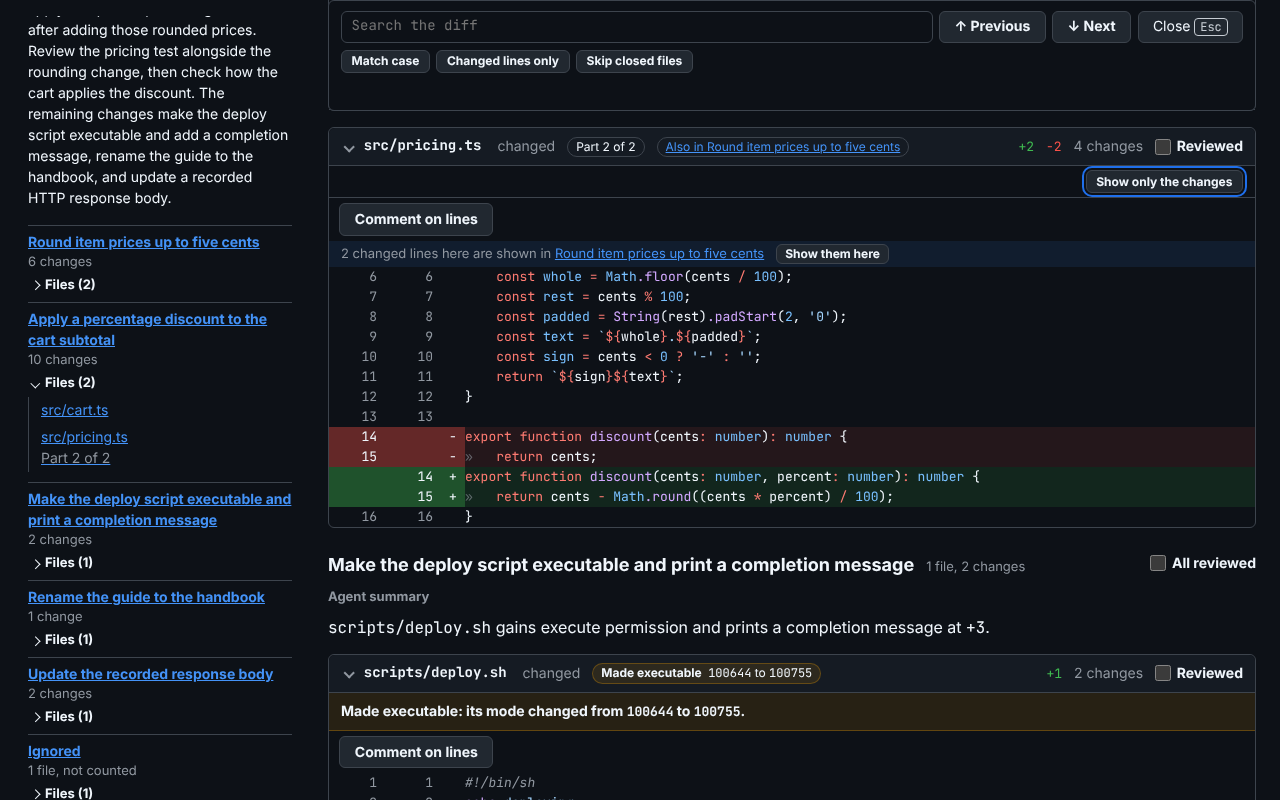 after adding those rounded prices.
Review the pricing test alongside the
rounding change, then check how the
cart applies the discount. The
remaining changes make the deploy
script executable and add a completion
message, rename the guide to the
handbook, and update a recorded
HTTP response body.
Round item prices up to five cents
6 changes
Files (2)
Apply a percentage discount to the
cart subtotal
10 changes
Files (2)
src/cart.ts
src/pricing.ts
Part 2 of 2
Make the deploy script executable and
print a completion message
2 changes
Files (1)
Rename the guide to the handbook
1 change
Files (1)
Update the recorded response body
2 changes
Files (1)
Ignored
1 file, not counted
Files (1)
Search the diff
↑ Previous
↓ Next
Close Esc
Match case
Changed lines only
Skip closed files
src/pricing.ts changed Part 2 of 2 Also in Round item prices up to five cents +2 -2 4 changes Reviewed
Show only the changes
Comment on lines
2 changed lines here are shown in Round item prices up to five cents Show them here
6 6 const whole = Math.floor(cents / 100);
7 7 const rest = cents % 100;
8 8 const padded = String(rest).padStart(2, '0');
9 9 const text = `${whole}.${padded}`;
10 10 const sign = cents < 0 ? '-' : '';
11 11 return `${sign}${text}`;
12 12 }
13 13
14 - export function discount(cents: number): number {
15 - » return cents;
14 + export function discount(cents: number, percent: number): number {
15 + » return cents - Math.round((cents * percent) / 100);
16 16 }
Make the deploy script executable and print a completion message 1 file, 2 changes All reviewed
Agent summary
scripts/deploy.sh gains execute permission and prints a completion message at +3.
scripts/deploy.sh changed Made executable 100644 to 100755 +1 2 changes Reviewed
Made executable: its mode changed from 100644 to 100755.
Comment on lines
1 1 #!/bin/sh